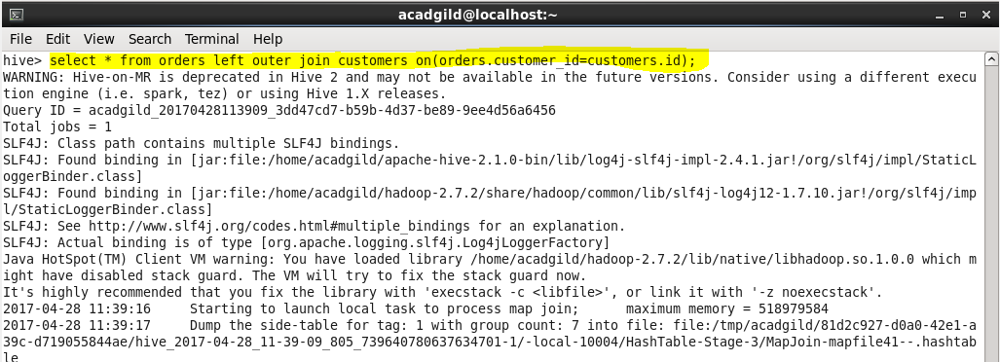 acadgild@localhost:~
File Edit View Search Terminal Help
hive> select * from orders left outer join customers on(orders.customer_id=customers.id);
WARNING: Hive-on-MR is deprecated in Hive 2 and may not be available in the future versions. Consider using a different execu
tion engine (i.e. spark, tez) or using Hive 1.X releases.
Query ID = acadgild_20170428113909_3dd47cd7-b59b-4d37-be89-9ee4d56a6456
Total jobs = 1
SLF4J: Class path contains multiple SLF4J bindings.
SLF4J: Found binding in [jar:file:/home/acadgild/apache-hive-2.1.0-bin/lib/log4j-slf4j-impl-2.4.1.jar!/org/slf4j/impl/StaticL
oggerBinder.class]
SLF4J: Found binding in [jar:file:/home/acadgild/hadoop-2.7.2/share/hadoop/common/lib/slf4j-log4j12-1.7.10.jar!/org/slf4j/imp
l/StaticLoggerBinder.class]
SLF4J: See http://www.slf4j.org/codes.html#multiple_bindings for an explanation.
SLF4J: Actual binding is of type [org.apache.logging.slf4j.Log4jLoggerFactory]
Java HotSpot(TM) Client VM warning: You have loaded library /home/acadgild/hadoop-2.7.2/lib/native/libhadoop.so.1.0.0 which m
ight have disabled stack guard. The VM will try to fix the stack guard now.
It's highly recommended that you fix the library with 'execstack -c <libfile>', or link it with '-z noexecstack'.
2017-04-28 11:39:16     Starting to launch local task to process map join;      maximum memory = 518979584
2017-04-28 11:39:17     Dump the side-table for tag: 1 with group count: 7 into file: file:/tmp/acadgild/81d2c927-d0a0-42e1-a
39c-d719055844ae/hive_2017-04-28_11-39-09_805_739640780637634701-1/-local-10004/HashTable-Stage-3/MapJoin-mapfile41--.hashtab
le